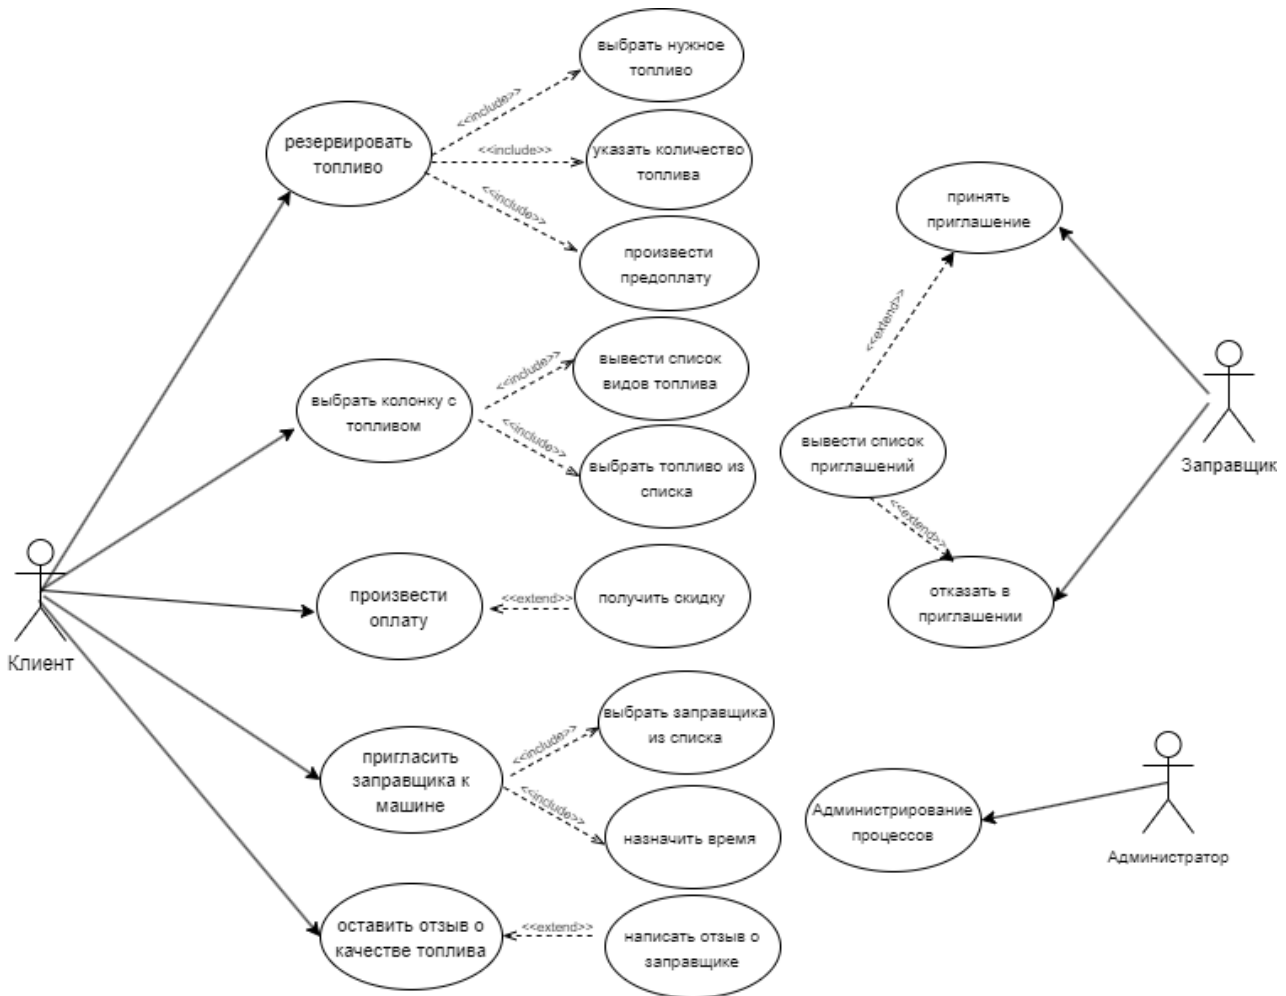 выбрать нужное
топливо
<<include>>
резервировать
топливо
<<include>>
указать количество
топлива
<<include>>
произвести
предоплату
принять
приглашение
<<extend>>
вывести список
видов топлива
<<include>>
выбрать колонку с
топливом
<<include>>
выбрать топливо из
списка
вывести список
приглашений
Заправщик
<<extend>>
произвести
оплату
<<extend>>
получить скидку
отказать в
приглашении
Клиент
выбрать заправщика
из списка
<<include>>
пригласить
заправщика к
машине
<<include>>
назначить время
Администрирование
процессов
Администратор
оставить отзыв о
качестве топлива
<<extend>>
написать отзыв о
заправщике